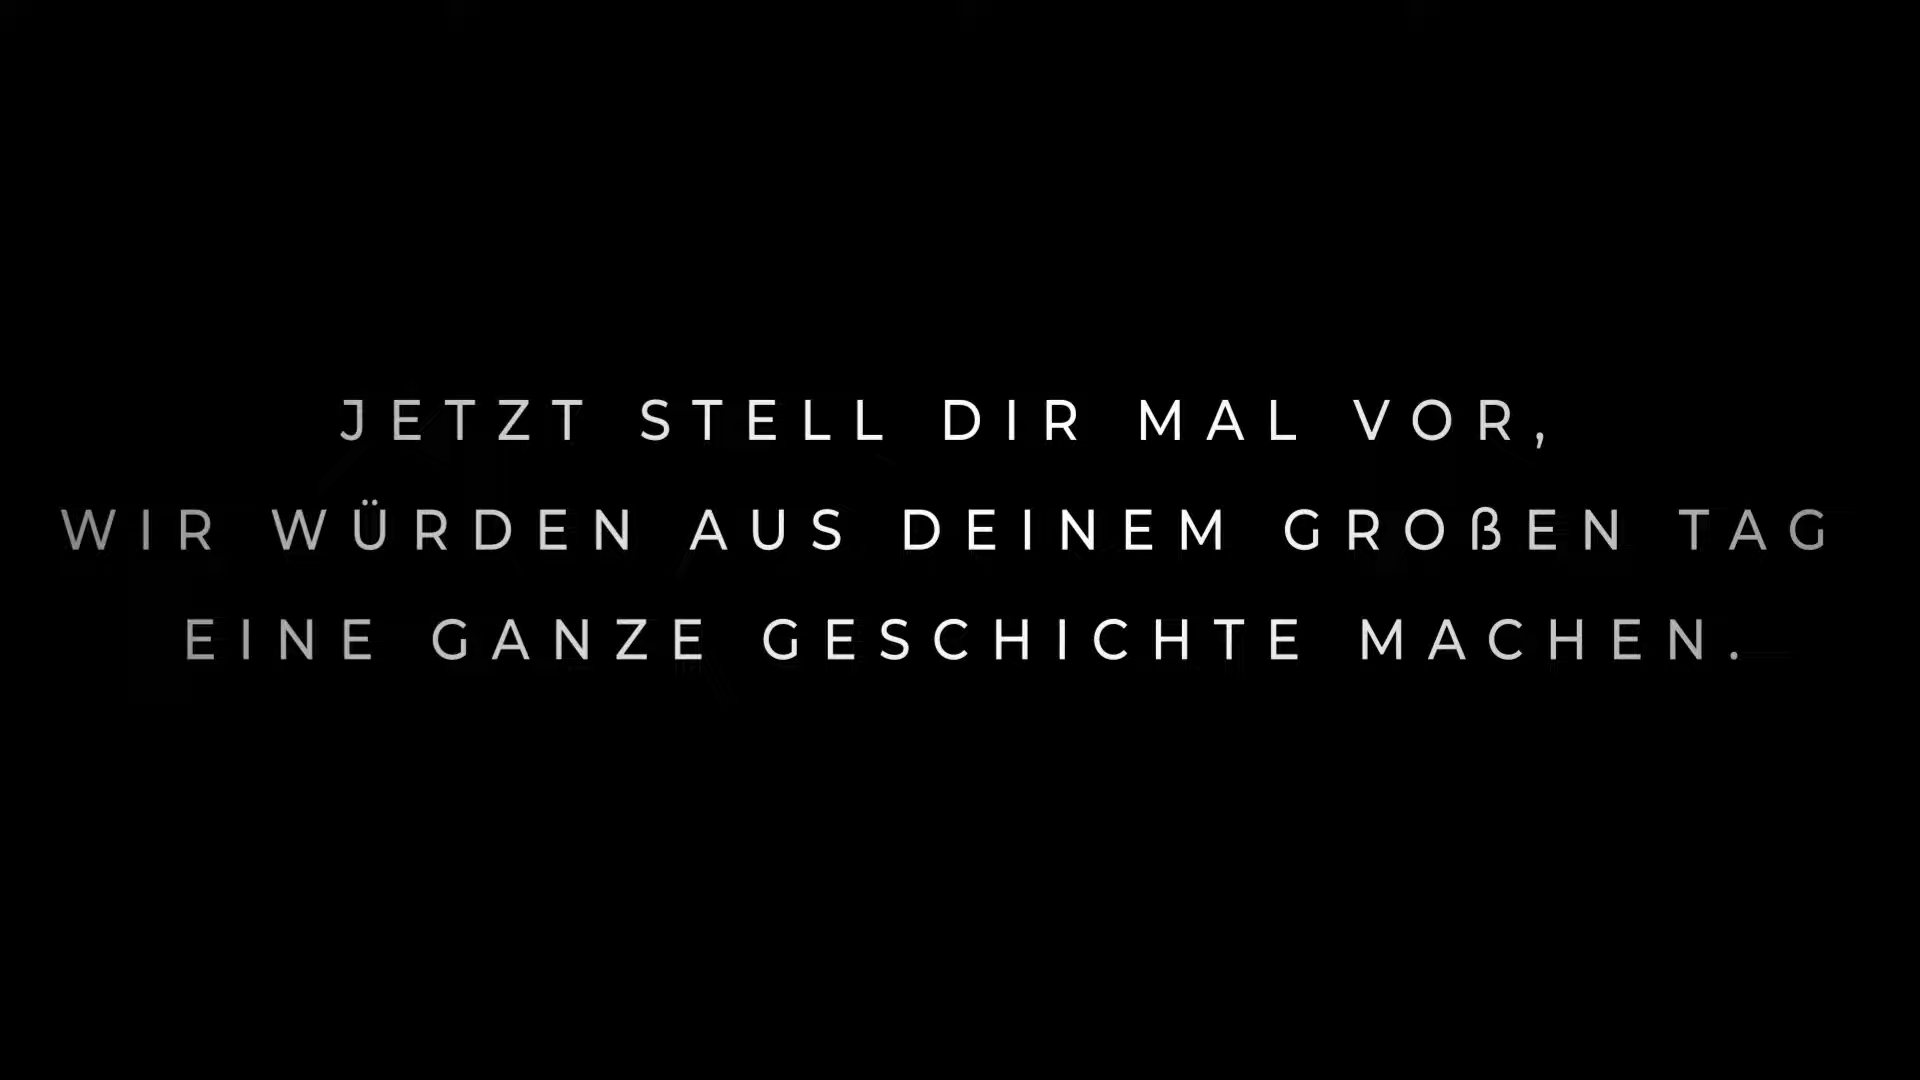 JETZT STELL DIR MAL VOR,
WIR WÜRDEN AUS DEINEM GROßEN TAG
EINE GANZE GESCHICHTE MACHEN.